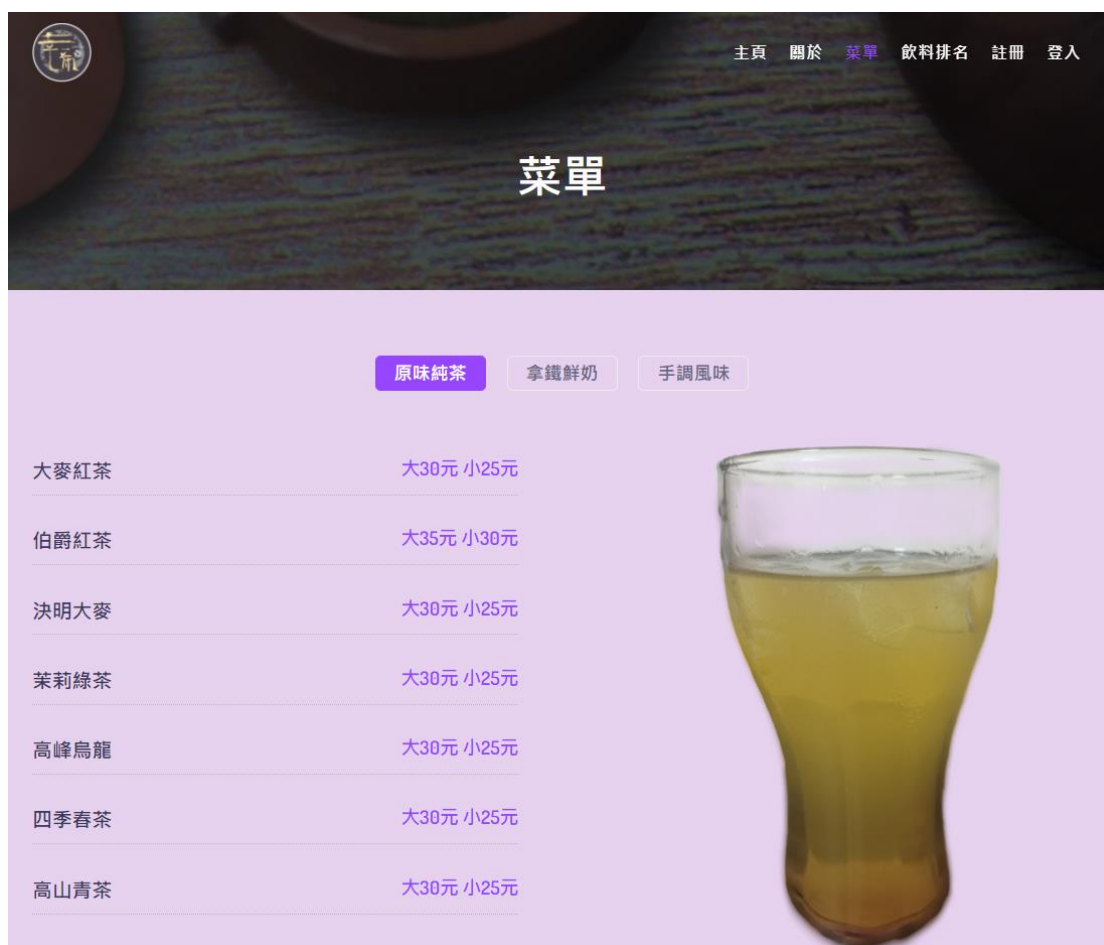 主頁 關於 菜單 飲料排名 註冊 登入
菜單
原味純茶 拿鐵鮮奶 手調風味
大麥紅茶 大30元 小25元
伯爵紅茶 大35元 小30元
決明大麥 大30元 小25元
茉莉綠茶 大30元 小25元
高峰烏龍 大30元 小25元
四季春茶 大30元 小25元
高山青茶 大30元 小25元